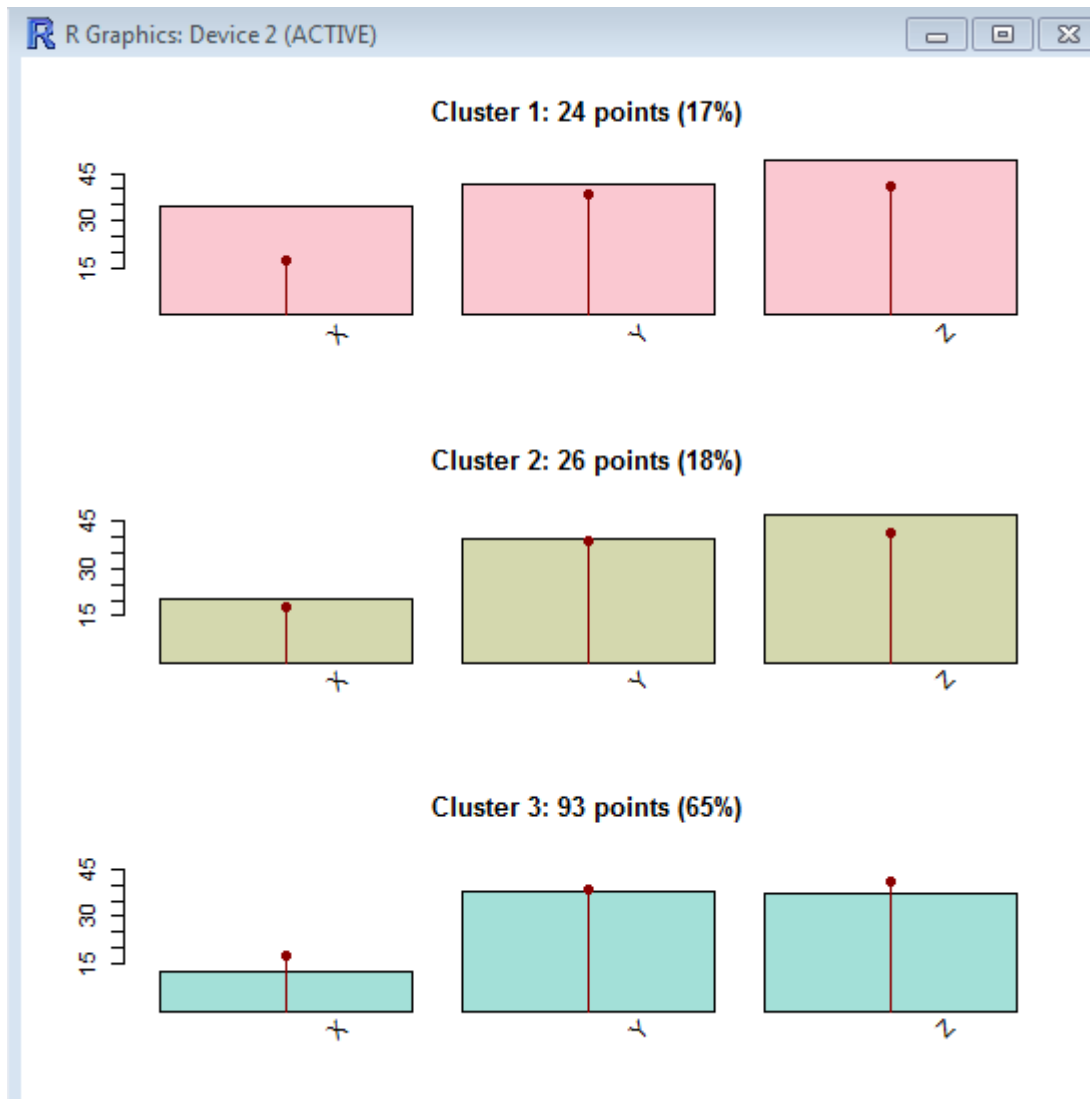 R Graphics: Device 2 (ACTIVE)
Cluster 1: 24 points (17%)
45
30
15
X Y Z
Cluster 2: 26 points (18%)
45
30
15
X Y Z
Cluster 3: 93 points (65%)
45
30
15
X Y Z